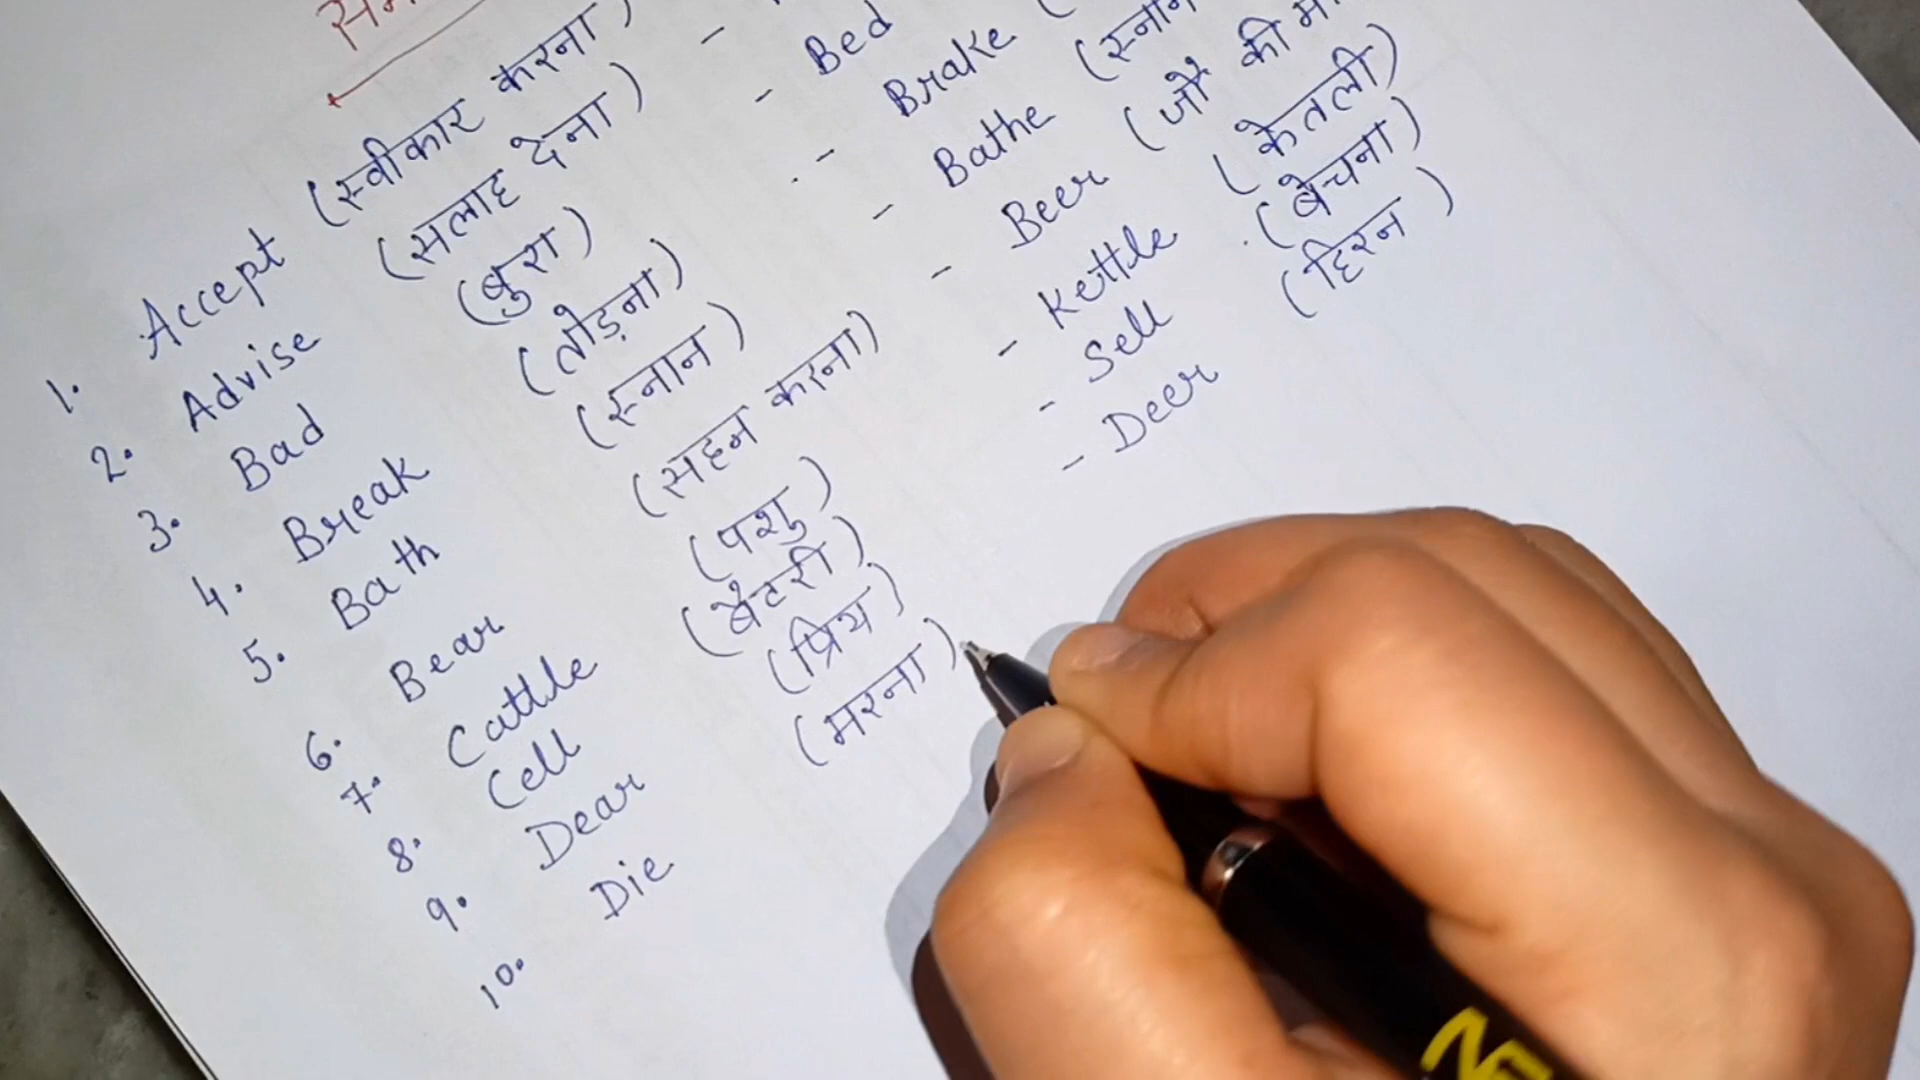 1. Accept (स्वीकार करना) -
2. Advise (सलाह देना) -
3. Bad (बुरा) - Bed
4. Break (तोड़ना) - Brake (
5. Bath (स्नान) - Bathe (स्नान
6. Bear (सहन करना) - Beer (जौ की
7. Cattle (पशु) - Kettle (केतली)
8. Cell (बैटरी) - Sell (बेचना)
9. Dear (प्रिय) - Deer (हिरन)
10. Die (मरना)